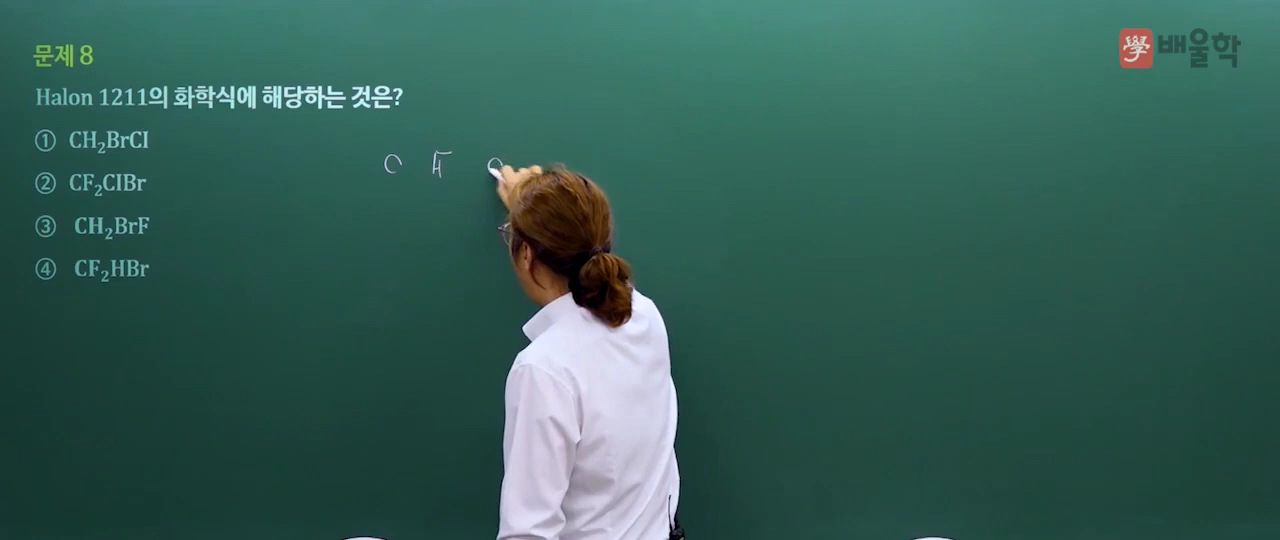 문제 8
學 배울학
Halon 1211의 화학식에 해당하는 것은?
① CH₂BrCl
② CF₂ClBr
③ CH₂BrF
④ CF₂HBr
C F